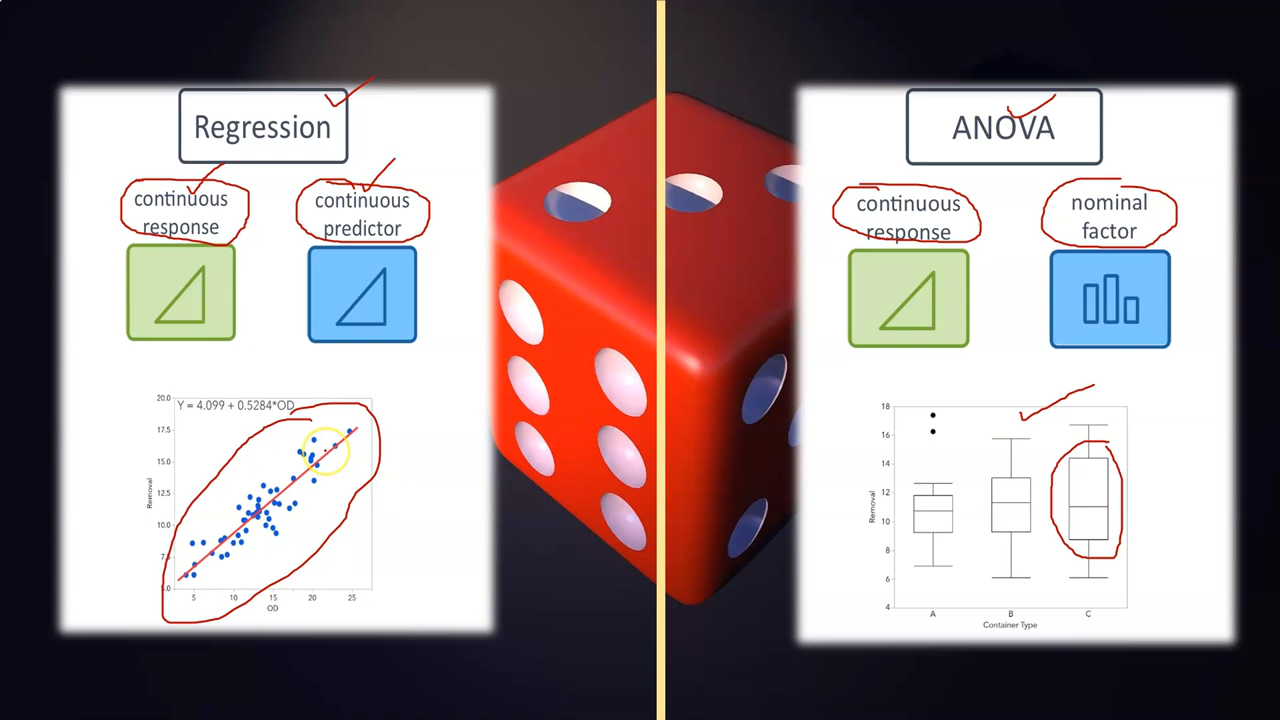 Regression
continuous
response
continuous
predictor
20.0
Y = 4.099 + 0.5284*OD
17.5
15.0
12.5
10.0
7.5
5.0
Removal
5 10 15 20 25
OD
ANOVA
continuous
response
nominal
factor
18
16
14
12
10
8
6
4
Removal
A B C
Container Type